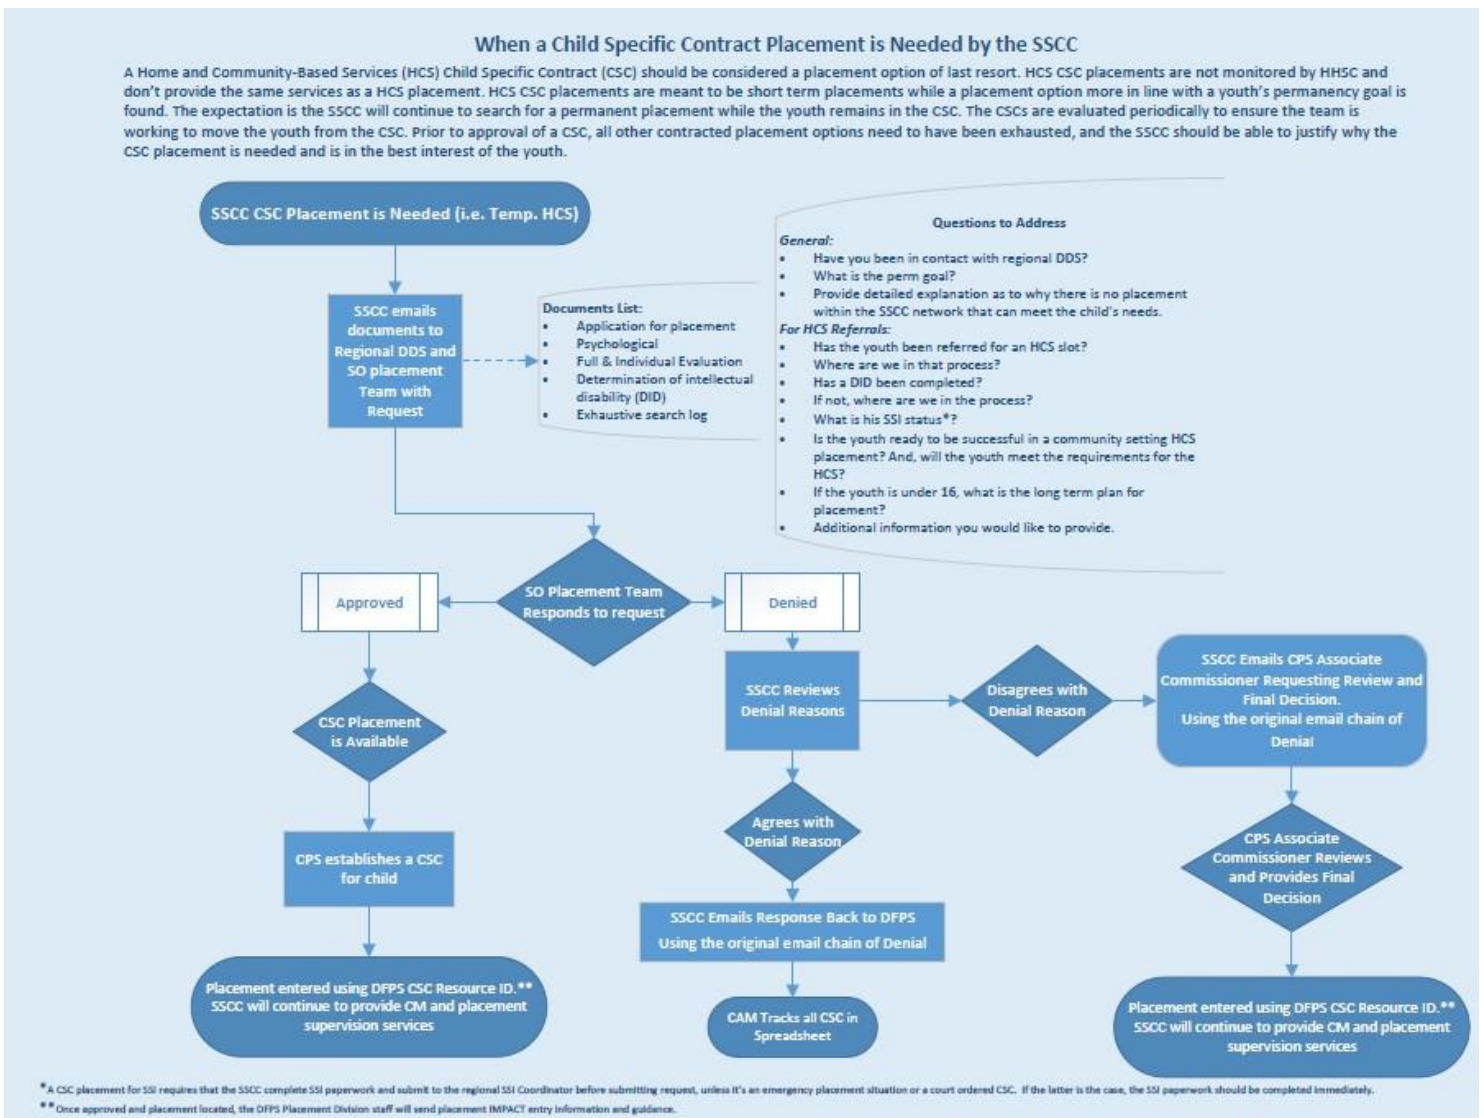 When a Child Specific Contract Placement is Needed by the SSCC
A Home and Community-Based Services (HCS) Child Specific Contract (CSC) should be considered a placement option of last resort. HCS CSC placements are not monitored by HHSC and
don't provide the same services as a HCS placement. HCS CSC placements are meant to be short term placements while a placement option more in line with a youth's permanency goal is
found. The expectation is the SSCC will continue to search for a permanent placement while the youth remains in the CSC. The CSCs are evaluated periodically to ensure the team is
working to move the youth from the CSC. Prior to approval of a CSC, all other contracted placement options need to have been exhausted, and the SSCC should be able to justify why the
CSC placement is needed and is in the best interest of the youth.
SSCC CSC Placement is Needed (i.e. Temp. HCS)
SSCC emails
documents to
Regional DDS and
SO placement
Team with
Request
Documents List:
• Application for placement
• Psychological
• Full & Individual Evaluation
• Determination of intellectual
disability (DID)
• Exhaustive search log
Questions to Address
General:
• Have you been in contact with regional DDS?
• What is the perm goal?
• Provide detailed explanation as to why there is no placement
within the SSCC network that can meet the child's needs.
For HCS Referrals:
• Has the youth been referred for an HCS slot?
• Where are we in that process?
• Has a DID been completed?
• If not, where are we in the process?
• What is his SSI status*?
• Is the youth ready to be successful in a community setting HCS
placement? And, will the youth meet the requirements for the
HCS?
• If the youth is under 16, what is the long term plan for
placement?
• Additional information you would like to provide.
SO Placement Team
Responds to request
Approved
Denied
CSC Placement
is Available
CPS establishes a CSC
for child
Placement entered using DFPS CSC Resource ID.**
SSCC will continue to provide CM and placement
supervision services
SSCC Reviews
Denial Reasons
Agrees with
Denial Reason
SSCC Emails Response Back to DFPS
Using the original email chain of Denial
CAM Tracks all CSC in
Spreadsheet
Disagrees with
Denial Reason
SSCC Emails CPS Associate
Commissioner Requesting Review and
Final Decision.
Using the original email chain of
Denial
CPS Associate
Commissioner Reviews
and Provides Final
Decision
Placement entered using DFPS CSC Resource ID.**
SSCC will continue to provide CM and placement
supervision services
*A CSC placement for SSI requires that the SSCC complete SSI paperwork and submit to the regional SSI Coordinator before submitting request, unless it's an emergency placement situation or a court ordered CSC. If the latter is the case, the SSI paperwork should be completed immediately.
**Once approved and placement located, the DFPS Placement Division staff will send placement IMPACT entry information and guidance.